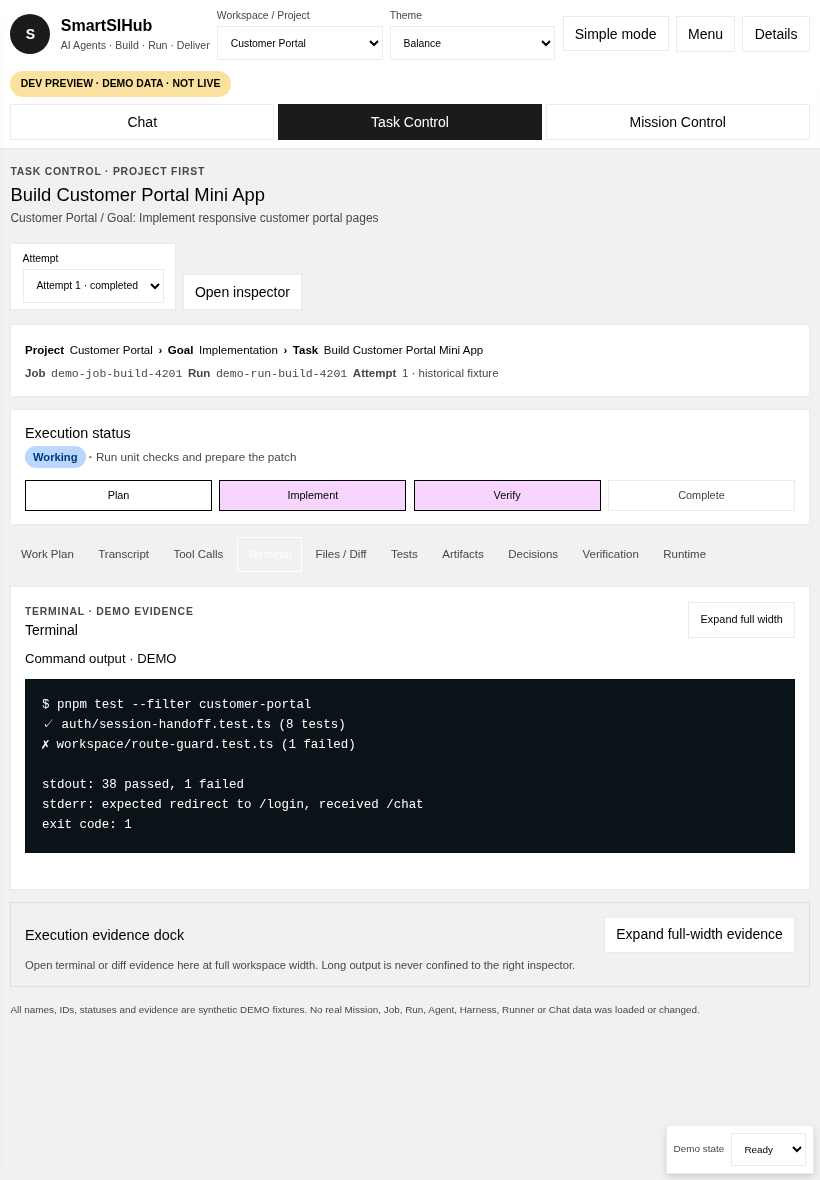 S
SmartSIHub
AI Agents · Build · Run · Deliver
Workspace / Project
Customer Portal
Theme
Balance
Simple mode
Menu
Details
DEV PREVIEW · DEMO DATA · NOT LIVE
Chat
Task Control
Mission Control
TASK CONTROL · PROJECT FIRST
Build Customer Portal Mini App
Customer Portal / Goal: Implement responsive customer portal pages
Attempt
Attempt 1 · completed
Open inspector
Project Customer Portal › Goal Implementation › Task Build Customer Portal Mini App
Job demo-job-build-4201 Run demo-run-build-4201 Attempt 1 · historical fixture
Execution status
Working · Run unit checks and prepare the patch
Plan
Implement
Verify
Complete
Work Plan
Transcript
Tool Calls
Terminal
Files / Diff
Tests
Artifacts
Decisions
Verification
Runtime
TERMINAL · DEMO EVIDENCE
Terminal
Expand full width
Command output · DEMO
$ pnpm test --filter customer-portal
✓ auth/session-handoff.test.ts (8 tests)
✗ workspace/route-guard.test.ts (1 failed)
stdout: 38 passed, 1 failed
stderr: expected redirect to /login, received /chat
exit code: 1
Execution evidence dock
Expand full-width evidence
Open terminal or diff evidence here at full workspace width. Long output is never confined to the right inspector.
All names, IDs, statuses and evidence are synthetic DEMO fixtures. No real Mission, Job, Run, Agent, Harness, Runner or Chat data was loaded or changed.
Demo state
Ready